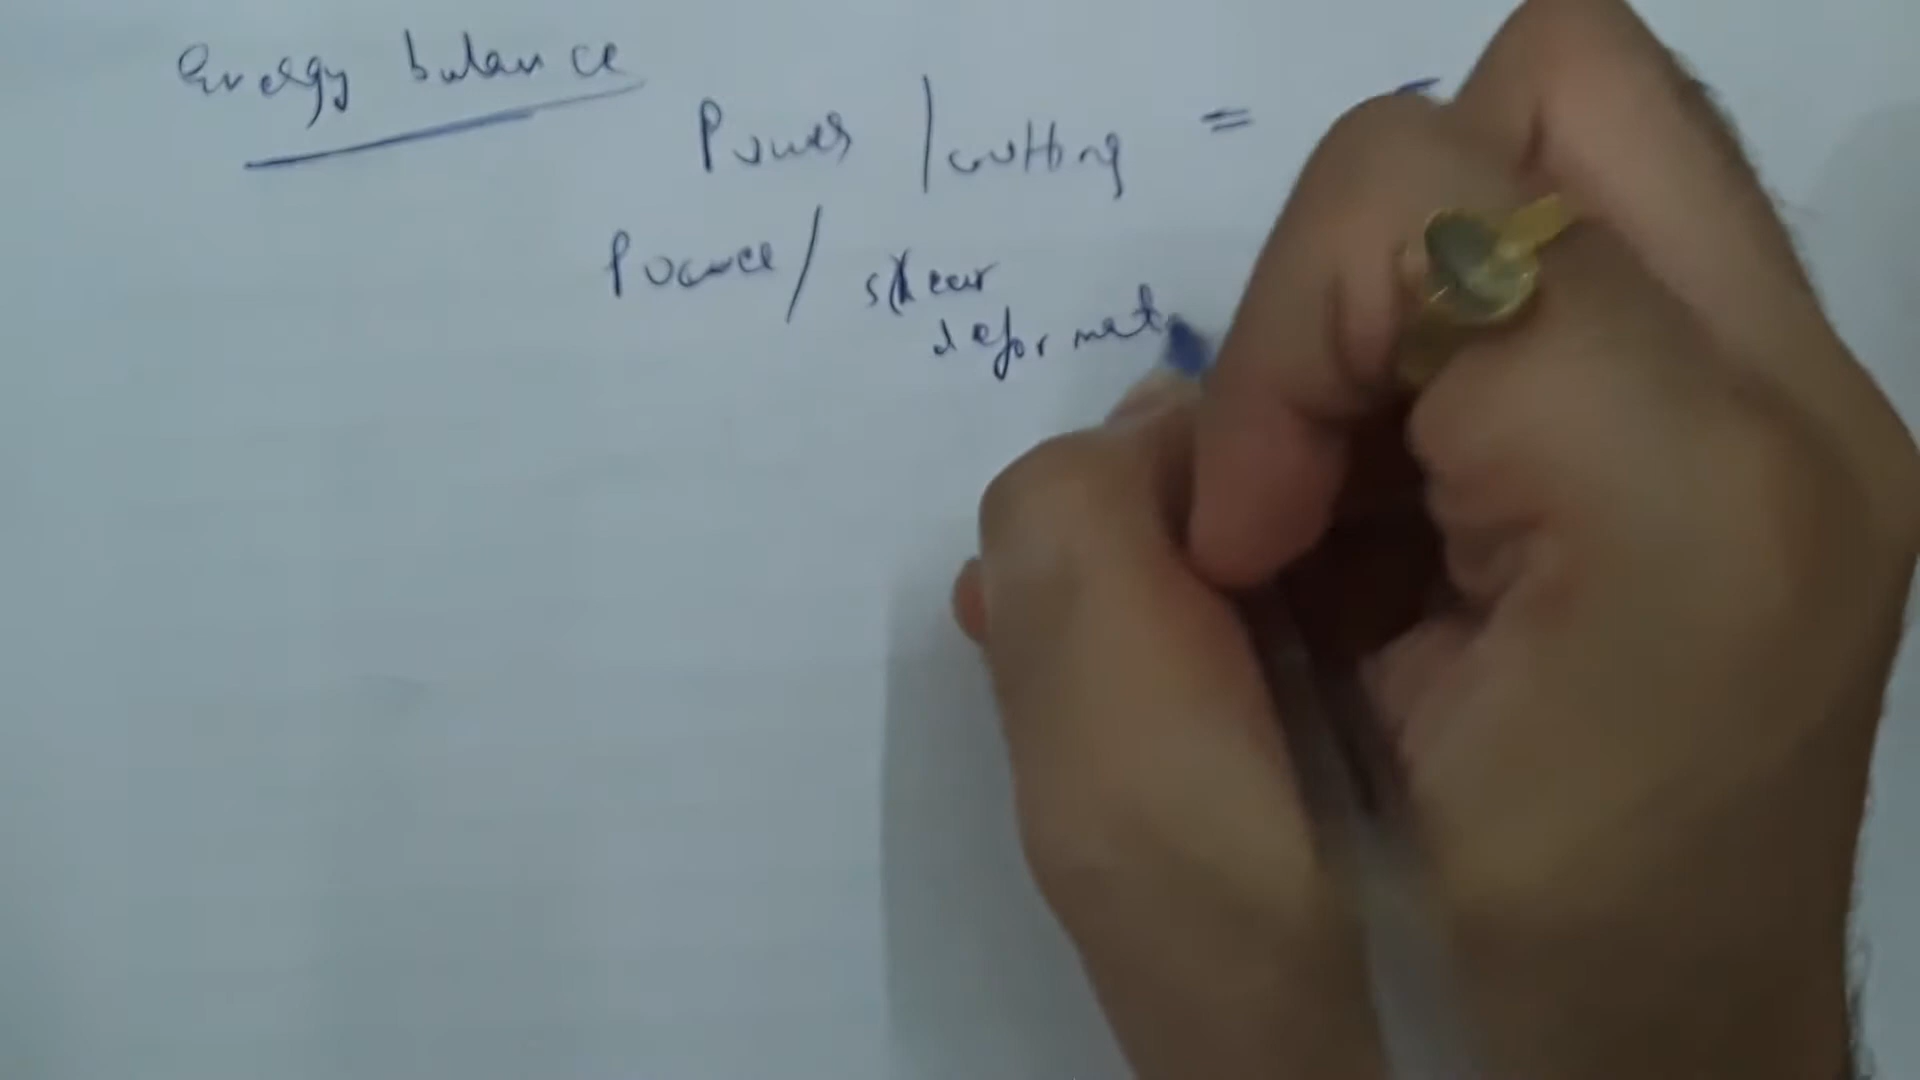 Energy balance
Power | cutting =
Power / shear
deformat